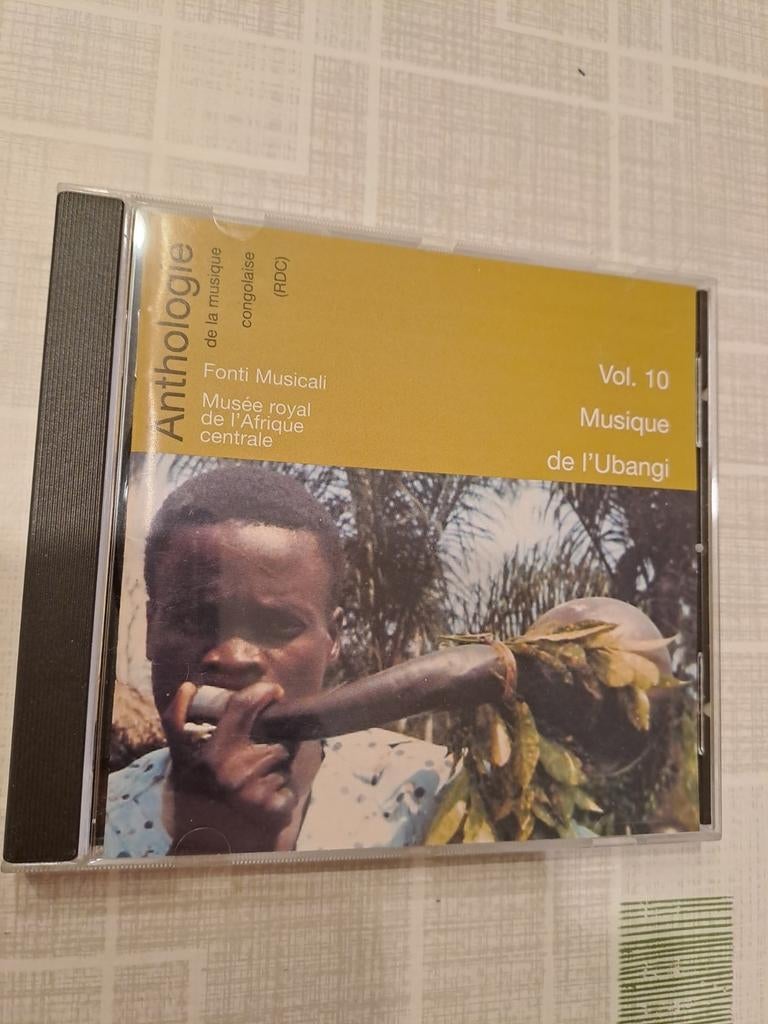 Anthologie
de la musique
congolaise
(RDC)
Fonti Musicali
Musée royal
de l'Afrique
centrale
Vol. 10
Musique
de l'Ubangi